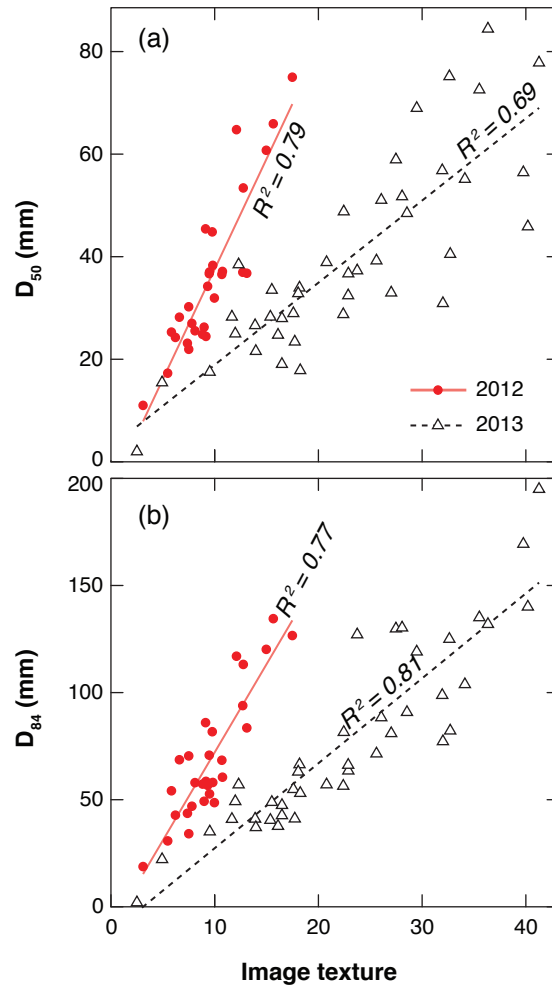 (a)
80
60
40
20
0
D50 (mm)
R² = 0.79
R² = 0.69
2012
2013
(b)
200
150
100
50
0
D84 (mm)
R² = 0.77
R² = 0.81
0 10 20 30 40
Image texture